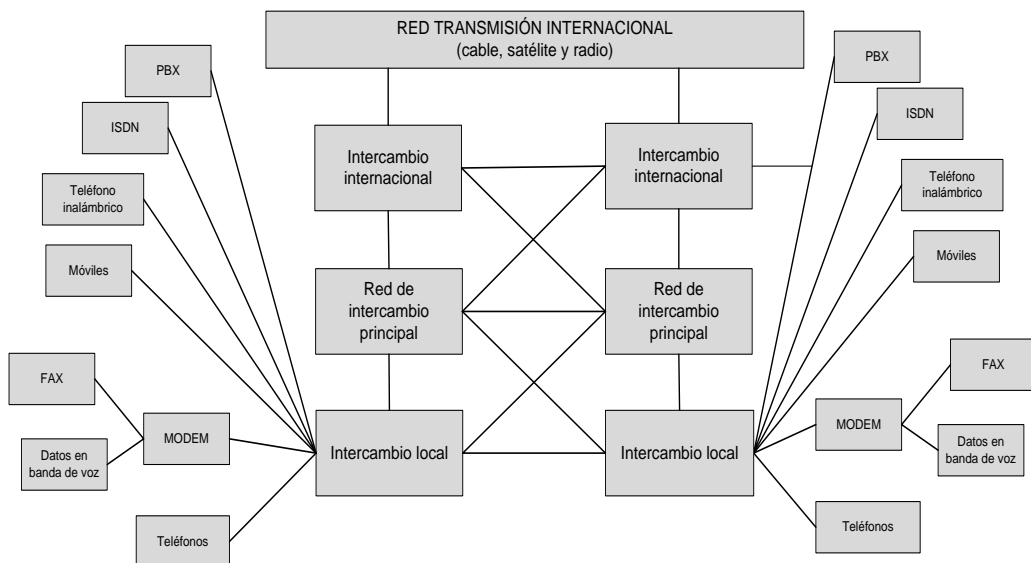 RED TRANSMISIÓN INTERNACIONAL
(cable, satélite y radio)
PBX
PBX
ISDN
ISDN
Intercambio
internacional
Intercambio
internacional
Teléfono
inalámbrico
Teléfono
inalámbrico
Móviles
Móviles
Red de
intercambio
principal
Red de
intercambio
principal
FAX
FAX
MODEM
MODEM
Datos en
banda de voz
Datos en
banda de voz
Intercambio local
Intercambio local
Teléfonos
Teléfonos